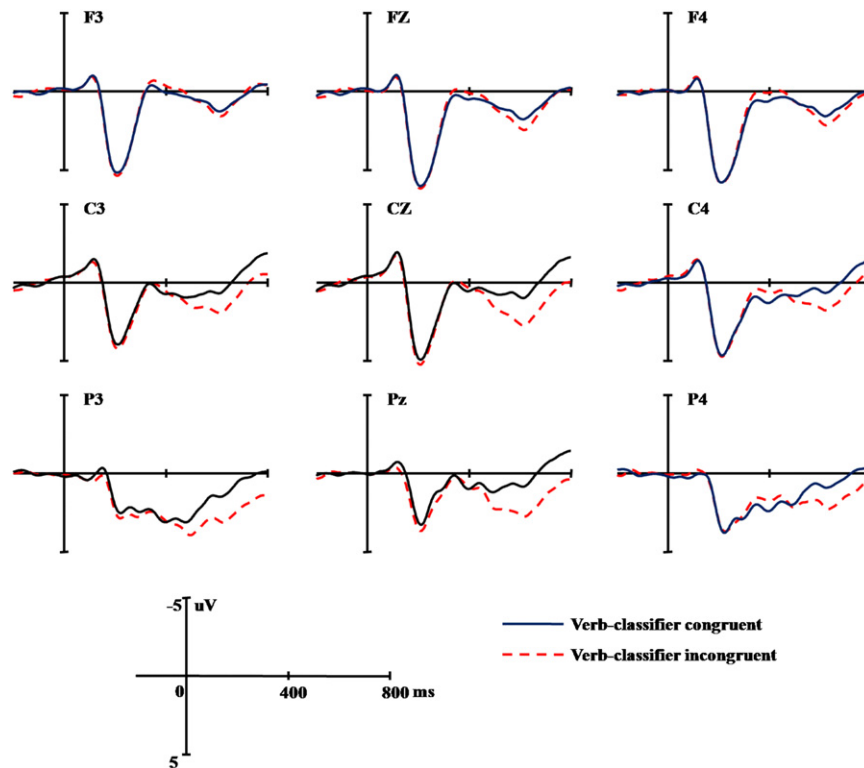 F3 FZ F4
C3 CZ C4
P3 Pz P4
-5 uV
0 400 800 ms
5
Verb-classifier congruent
Verb-classifier incongruent